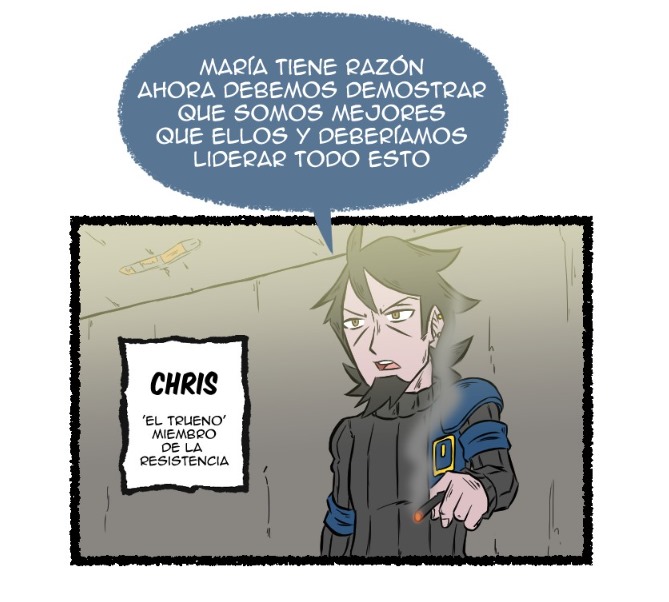 MARÍA TIENE RAZÓN
AHORA DEBEMOS DEMOSTRAR
QUE SOMOS MEJORES
QUE ELLOS Y DEBERÍAMOS
LIDERAR TODO ESTO
CHRIS
'EL TRUENO'
MIEMBRO
DE LA
RESISTENCIA